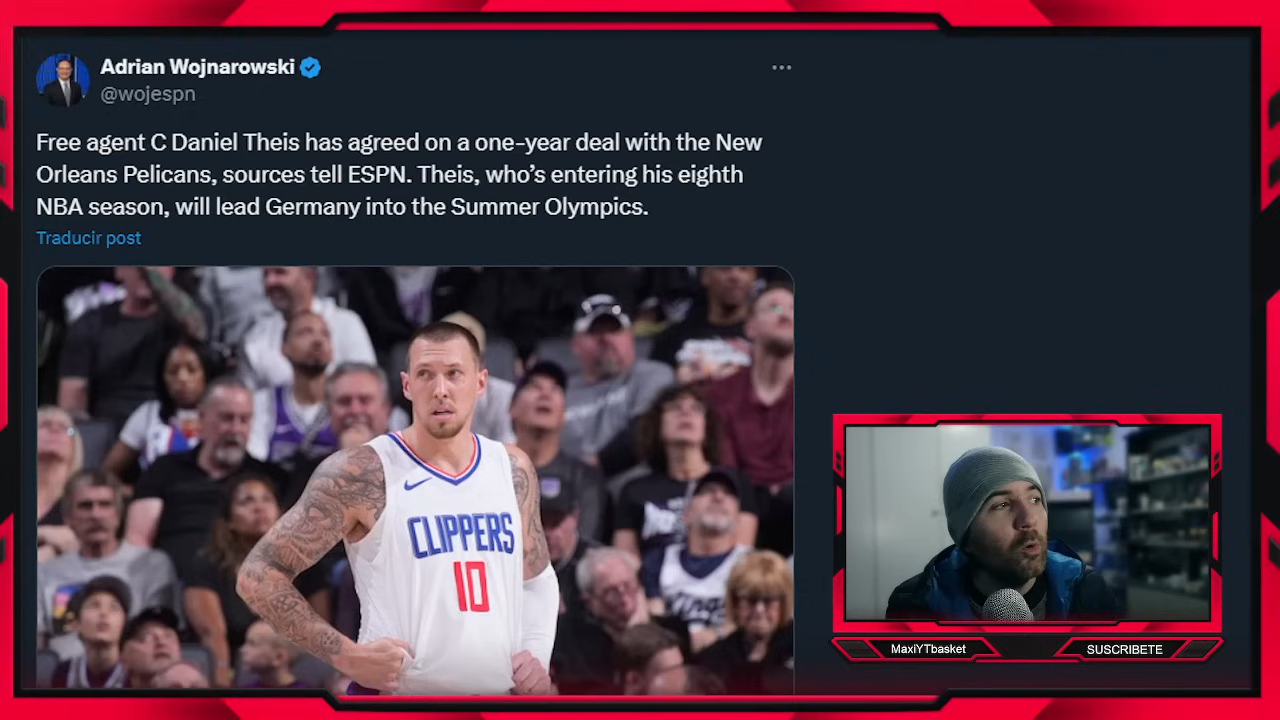 Adrian Wojnarowski
@wojespn
Free agent C Daniel Theis has agreed on a one-year deal with the New
Orleans Pelicans, sources tell ESPN. Theis, who's entering his eighth
NBA season, will lead Germany into the Summer Olympics.
Traducir post
CLIPPERS
10
MaxiYTbasket
SUSCRIBETE